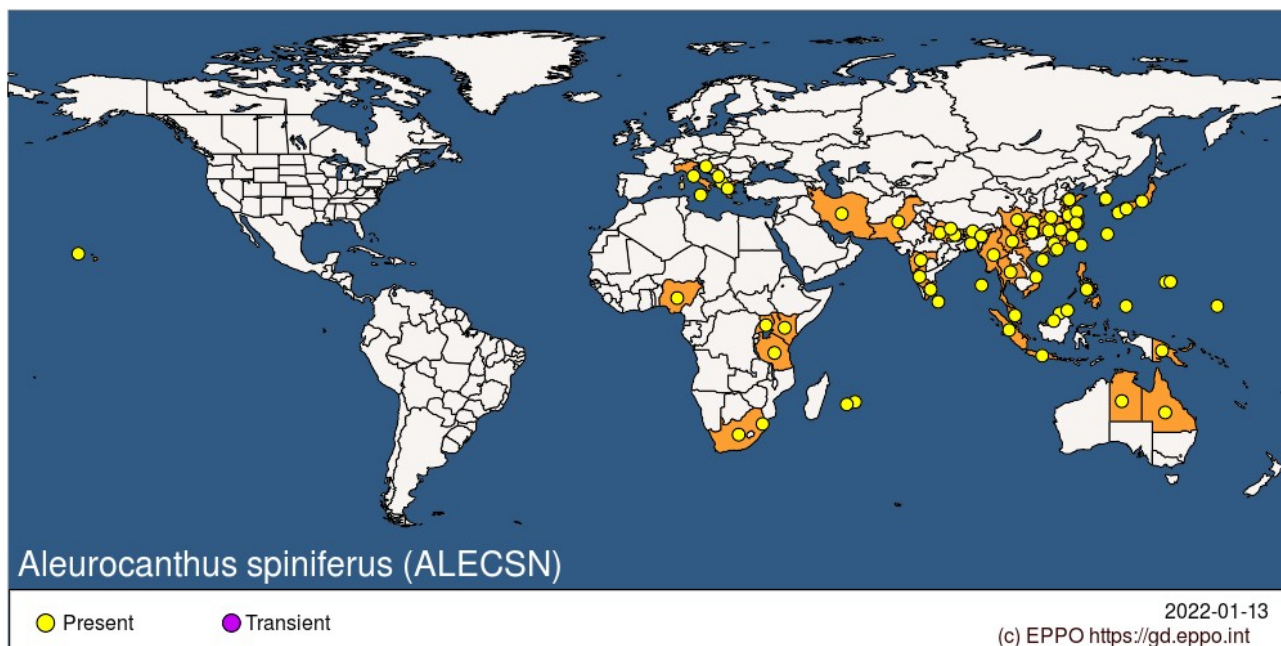 Aleurocanthus spiniferus (ALECSN)
Present
Transient
2022-01-13
(c) EPPO https://gd.eppo.int